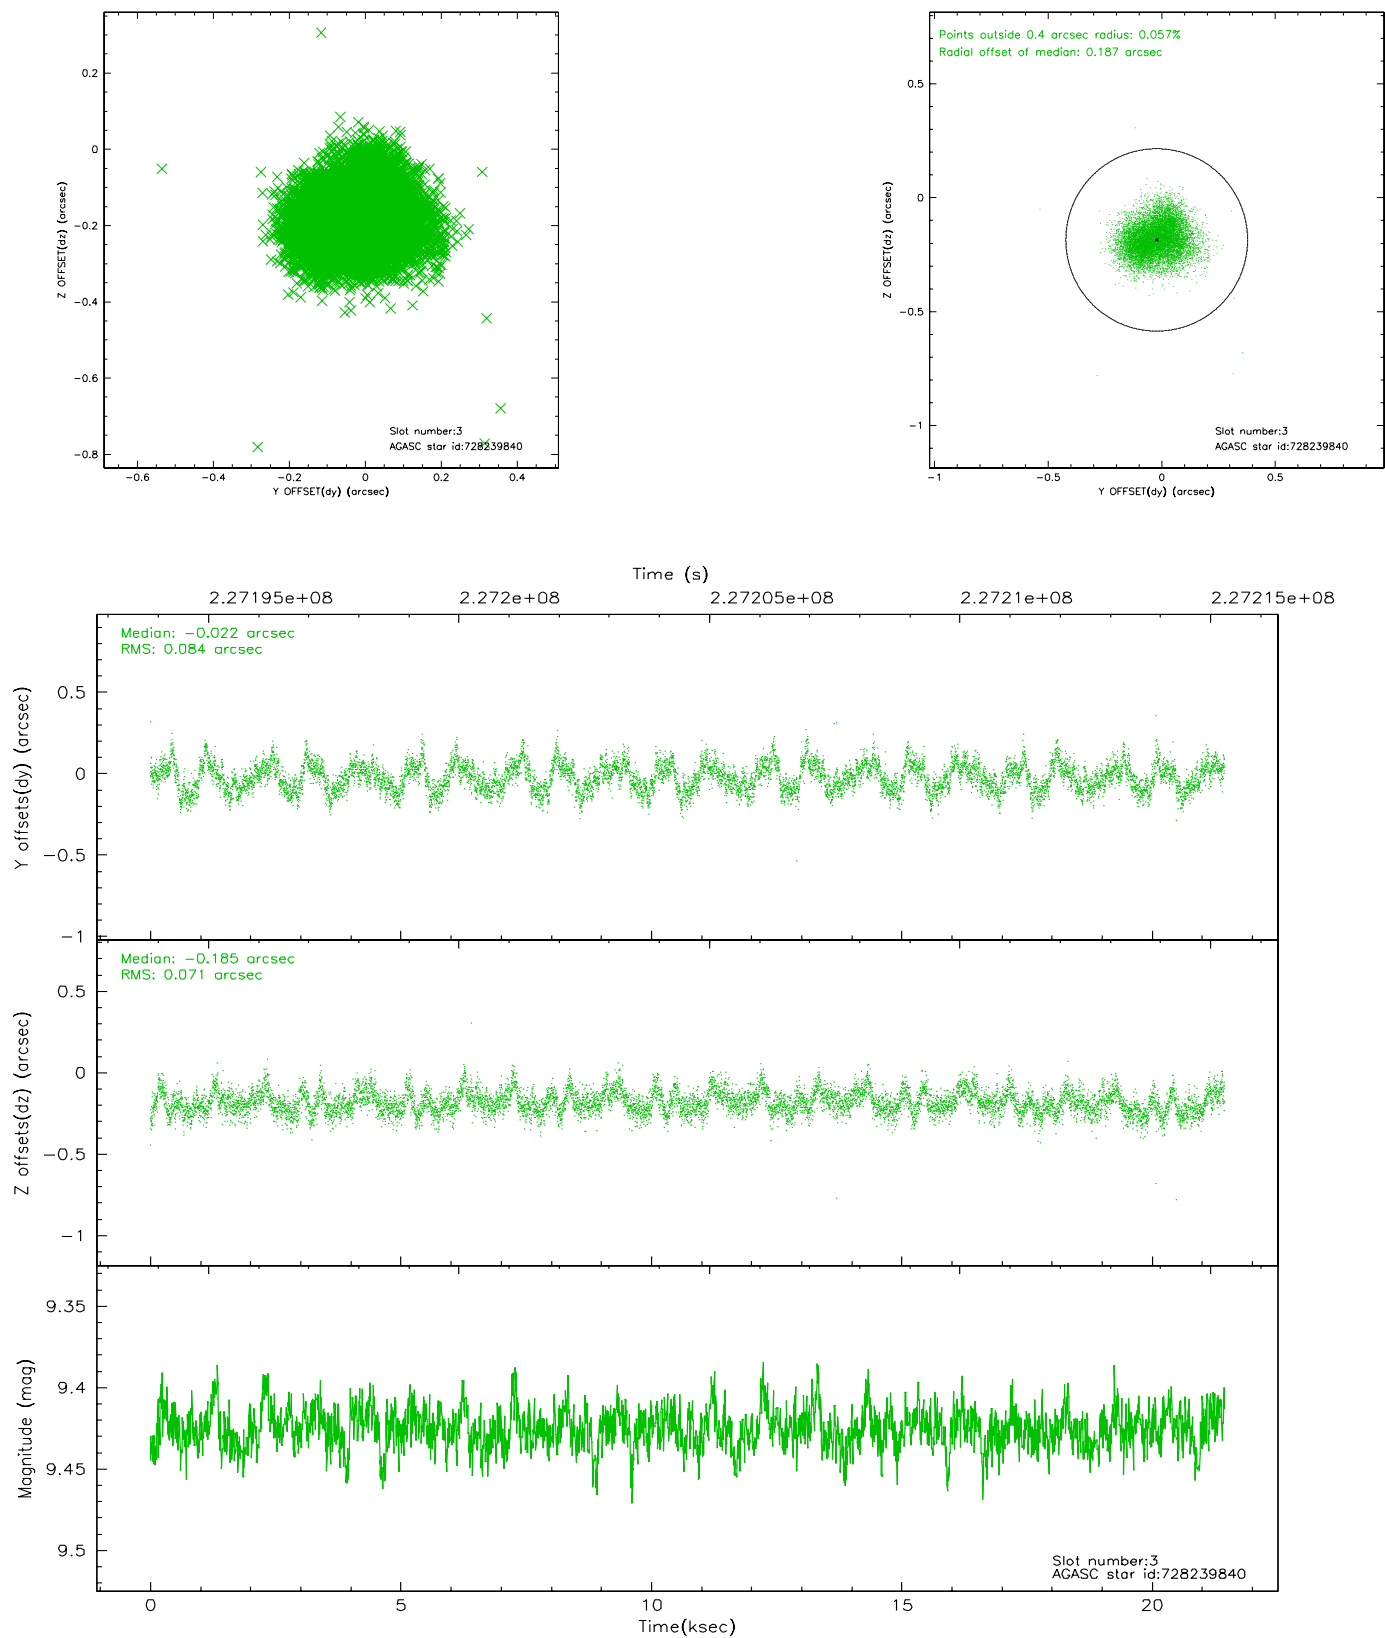 0.2
0
-0.2
-0.4
-0.6
-0.8
Z OFFSET(dz) (arcsec)
Slot number:3
AGASC star id:728239840
-0.6 -0.4 -0.2 0 0.2 0.4
Y OFFSET(dy) (arcsec)
Points outside 0.4 arcsec radius: 0.057%
Radial offset of median: 0.187 arcsec
0.5
0
-0.5
-1
Z OFFSET(dz) (arcsec)
Slot number:3
AGASC star id:728239840
-1 -0.5 0 0.5
Y OFFSET(dy) (arcsec)
Time (s)
2.27195e+08 2.272e+08 2.27205e+08 2.2721e+08 2.27215e+08
Median: -0.022 arcsec
RMS: 0.084 arcsec
0.5
0
-0.5
-1
Y offsets(dy) (arcsec)
Median: -0.185 arcsec
RMS: 0.071 arcsec
0.5
0
-0.5
-1
Z offsets(dz) (arcsec)
9.35
9.4
9.45
9.5
Magnitude (mag)
Slot number:3
AGASC star id:728239840
0 5 10 15 20
Time(ksec)